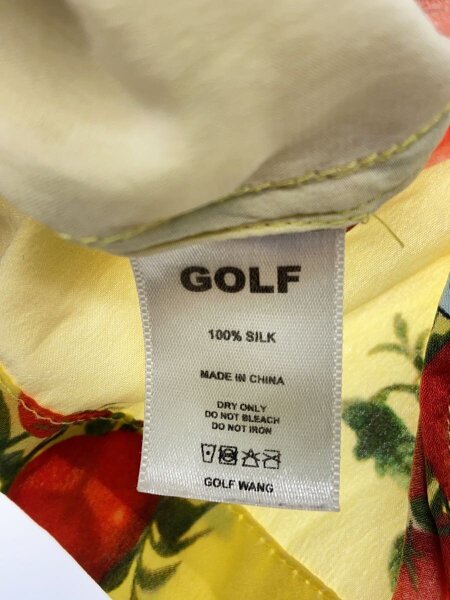 GOLF
100% SILK
MADE IN CHINA
DRY ONLY
DO NOT BLEACH
DO NOT IRON
GOLF WANG